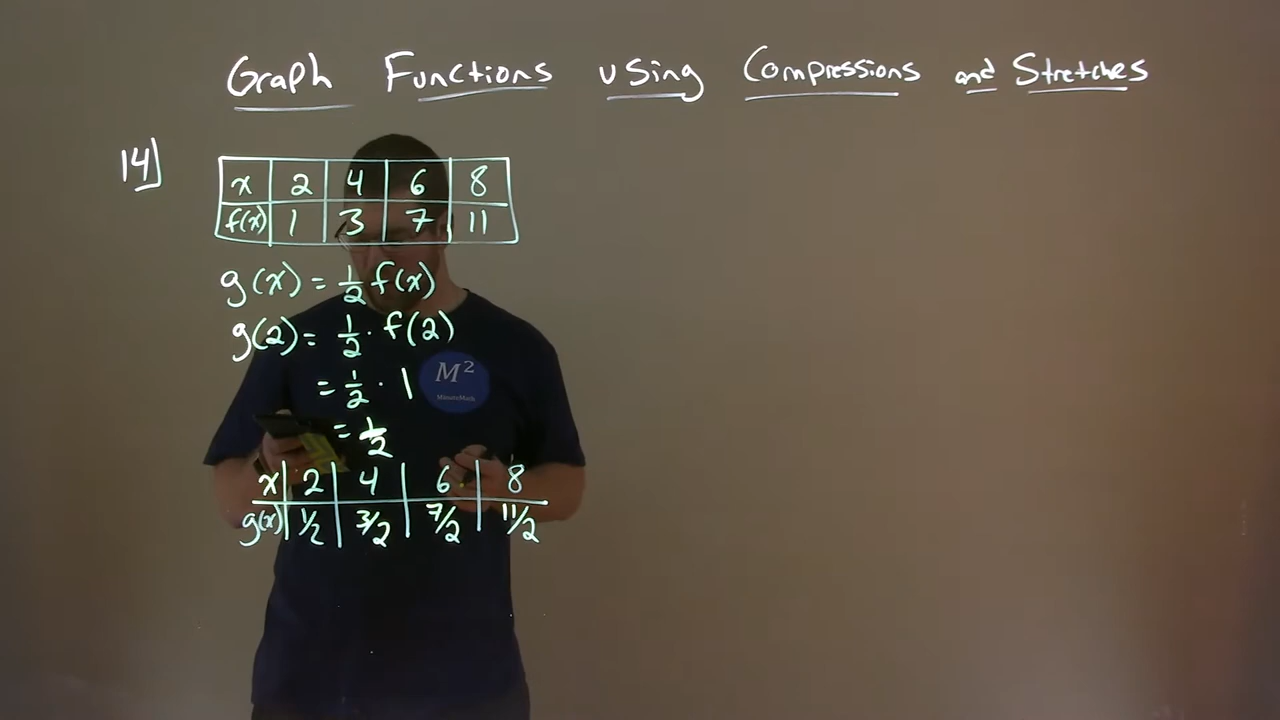 Graph Functions using Compressions and Stretches
14]
x 2 4 6 8
f(x) 1 3 7 11
g(x) = 1/2 f(x)
g(2) = 1/2 · f(2)
= 1/2 · 1
M²
MinuteMath
= 1/2
x 2 4 6 8
g(x) 1/2 3/2 7/2 11/2